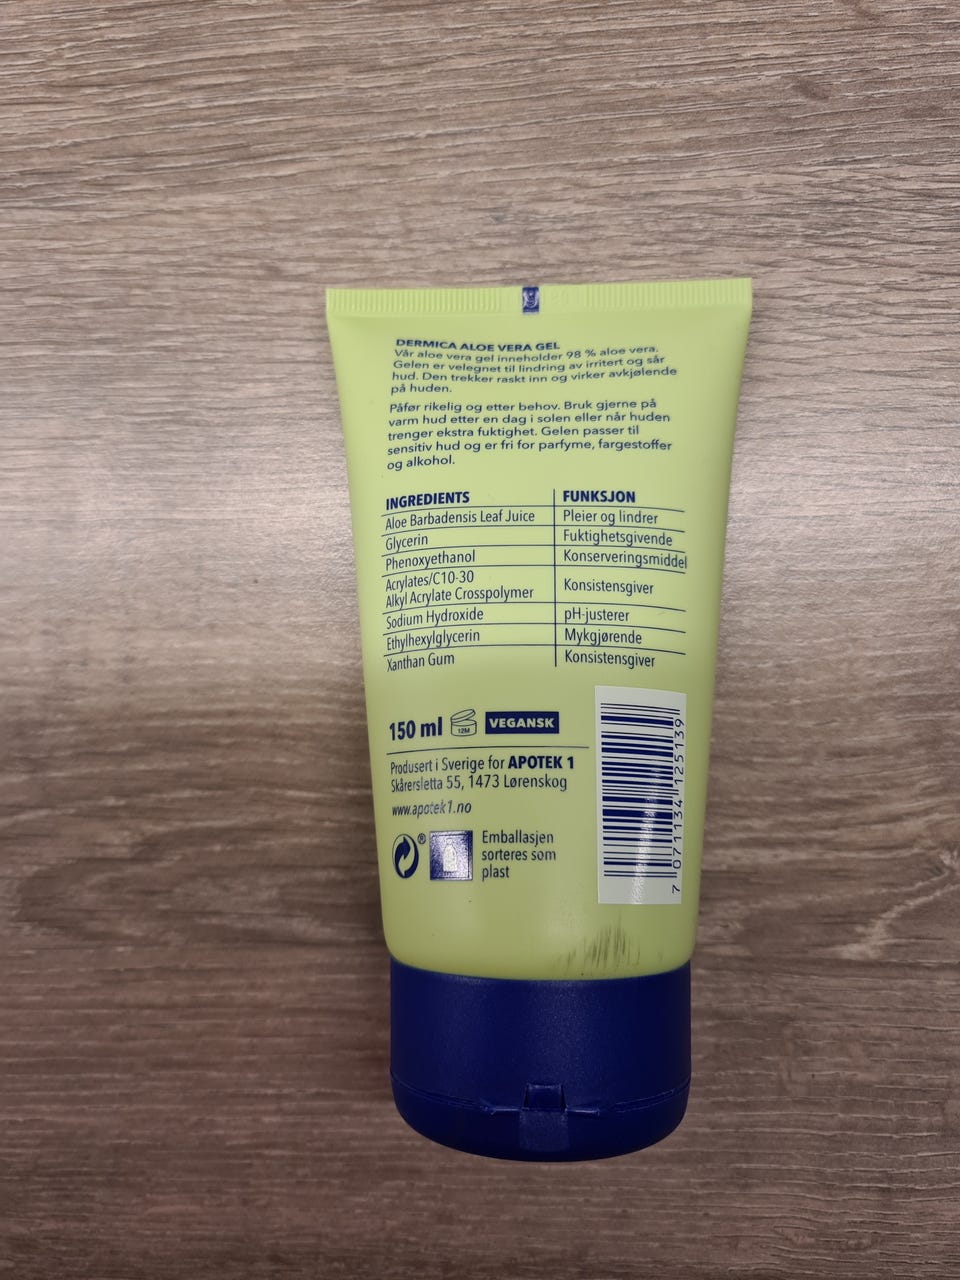 DERMICA ALOE VERA GEL
Vår aloe vera gel inneholder 98 % aloe vera.
Gelen er velegnet til lindring av irritert og sår
hud. Den trekker raskt inn og virker avkjølende
på huden.
Påfør rikelig og etter behov. Bruk gjerne på
varm hud etter en dag i solen eller når huden
trenger ekstra fuktighet. Gelen passer til
sensitiv hud og er fri for parfyme, fargestoffer
og alkohol.
INGREDIENTS FUNKSJON
Aloe Barbadensis Leaf Juice Pleier og lindrer
Glycerin Fuktighetsgivende
Phenoxyethanol Konserveringsmiddel
Acrylates/C10-30
Alkyl Acrylate Crosspolymer Konsistensgiver
Sodium Hydroxide pH-justerer
Ethylhexylglycerin Mykgjørende
Xanthan Gum Konsistensgiver
150 ml 12M VEGANSK
Produsert i Sverige for APOTEK 1
Skårersletta 55, 1473 Lørenskog
www.apotek1.no
® Emballasjen
sorteres som
plast
7 071134 125139